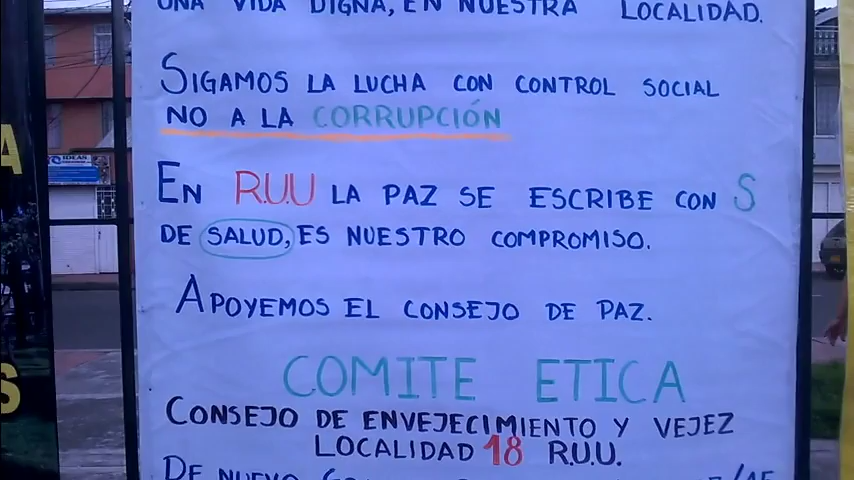 UNA VIDA DIGNA, EN NUESTRA LOCALIDAD.
SIGAMOS LA LUCHA CON CONTROL SOCIAL
NO A LA CORRUPCIÓN
EN R.U.U LA PAZ SE ESCRIBE CON S
DE SALUD, ES NUESTRO COMPROMISO.
APOYEMOS EL CONSEJO DE PAZ.
COMITE ETICA
CONSEJO DE ENVEJECIMIENTO Y VEJEZ
LOCALIDAD 18 R.U.U.
DE NUEVO
IDEAS
A
S